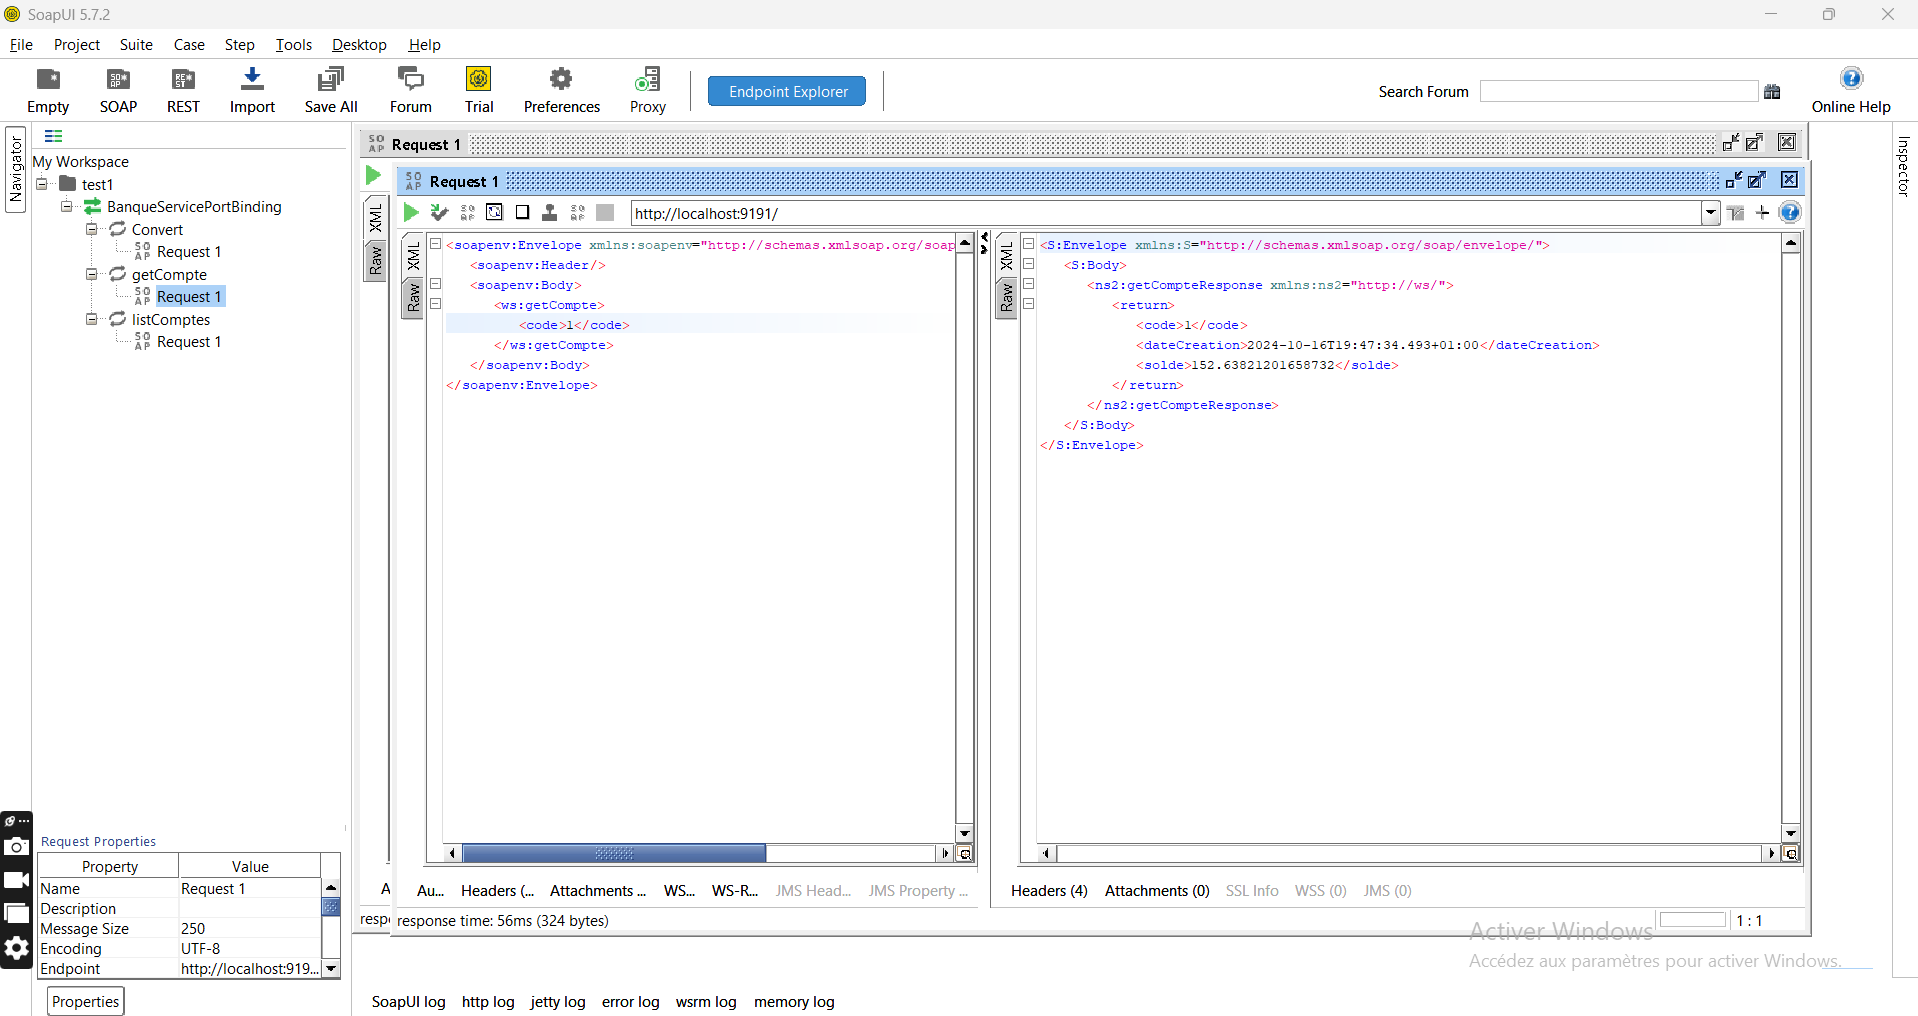 SoapUI 5.7.2
File Project Suite Case Step Tools Desktop Help
Empty SOAP REST Import Save All Forum Trial Preferences Proxy
Endpoint Explorer
Search Forum
Online Help
Navigator
Inspector
My Workspace
test1
BanqueServicePortBinding
Convert
Request 1
getCompte
Request 1
listComptes
Request 1
Request 1
Request 1
http://localhost:9191/
XML
Raw
XML
Raw
<soapenv:Envelope xmlns:soapenv="http://schemas.xmlsoap.org/soap
<soapenv:Header/>
<soapenv:Body>
<ws:getCompte>
<code>1</code>
</ws:getCompte>
</soapenv:Body>
</soapenv:Envelope>
XML
Raw
<S:Envelope xmlns:S="http://schemas.xmlsoap.org/soap/envelope/">
<S:Body>
<ns2:getCompteResponse xmlns:ns2="http://ws/">
<return>
<code>1</code>
<dateCreation>2024-10-16T19:47:34.493+01:00</dateCreation>
<solde>152.63821201658732</solde>
</return>
</ns2:getCompteResponse>
</S:Body>
</S:Envelope>
A
Au... Headers (... Attachments ... WS... WS-R... JMS Head... JMS Property ...
Headers (4) Attachments (0) SSL Info WSS (0) JMS (0)
resp
response time: 56ms (324 bytes)
1 : 1
Request Properties
Property Value
Name Request 1
Description
Message Size 250
Encoding UTF-8
Endpoint http://localhost:919...
Properties
Activer Windows
Accédez aux paramètres pour activer Windows.
SoapUI log http log jetty log error log wsrm log memory log